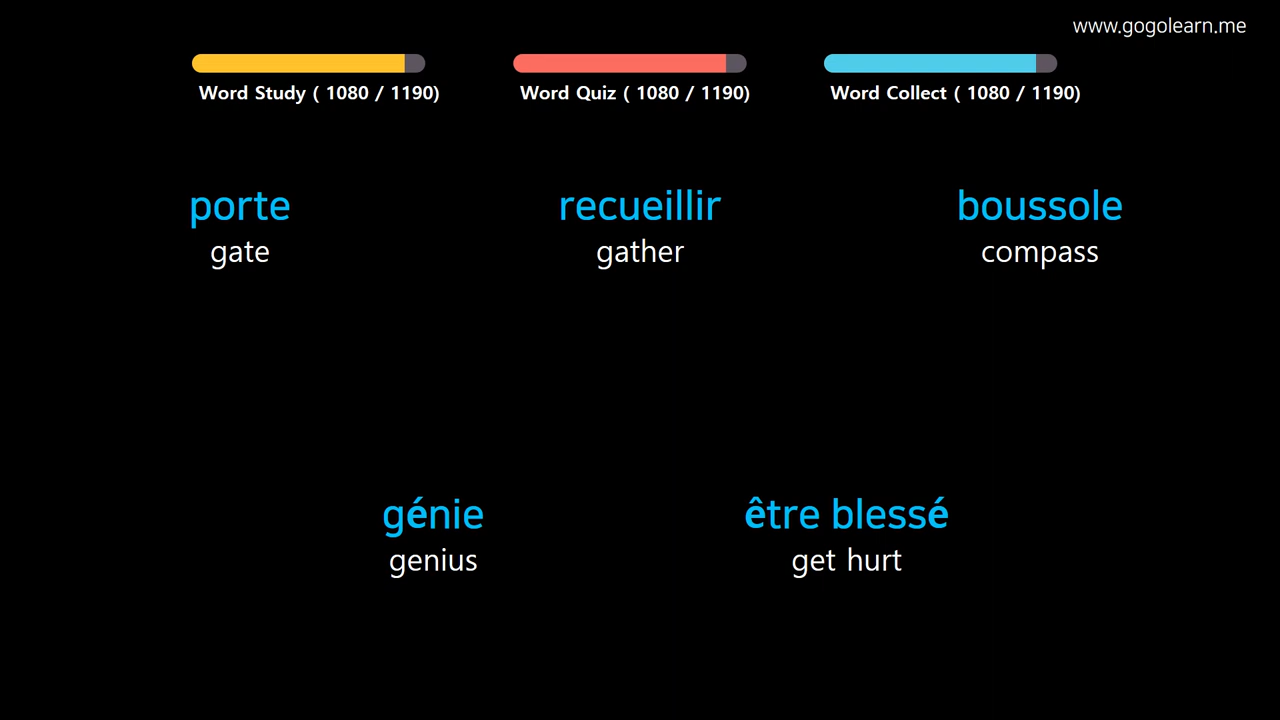 www.gogolearn.me
Word Study ( 1080 / 1190)
Word Quiz ( 1080 / 1190)
Word Collect ( 1080 / 1190)
porte
gate
recueillir
gather
boussole
compass
génie
genius
être blessé
get hurt